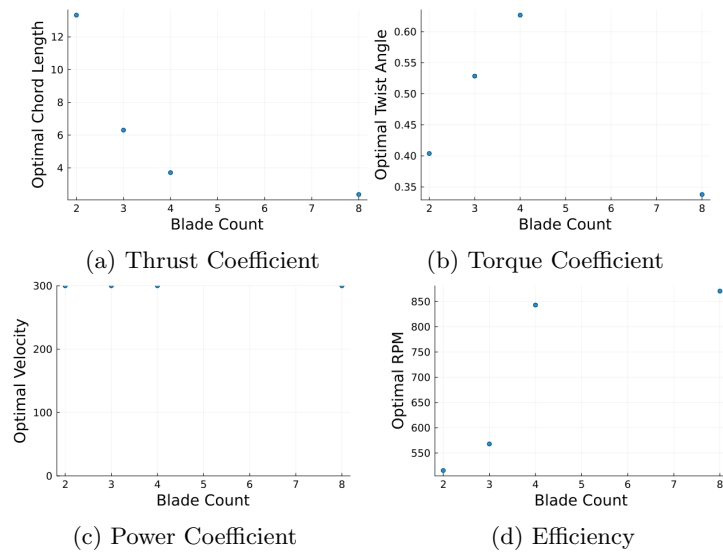 Optimal Chord Length
12
10
8
6
4
2 3 4 5 6 7 8
Blade Count
(a) Thrust Coefficient
Optimal Twist Angle
0.60
0.55
0.50
0.45
0.40
0.35
2 3 4 5 6 7 8
Blade Count
(b) Torque Coefficient
Optimal Velocity
300
200
100
0
2 3 4 5 6 7 8
Blade Count
(c) Power Coefficient
Optimal RPM
850
800
750
700
650
600
550
2 3 4 5 6 7 8
Blade Count
(d) Efficiency